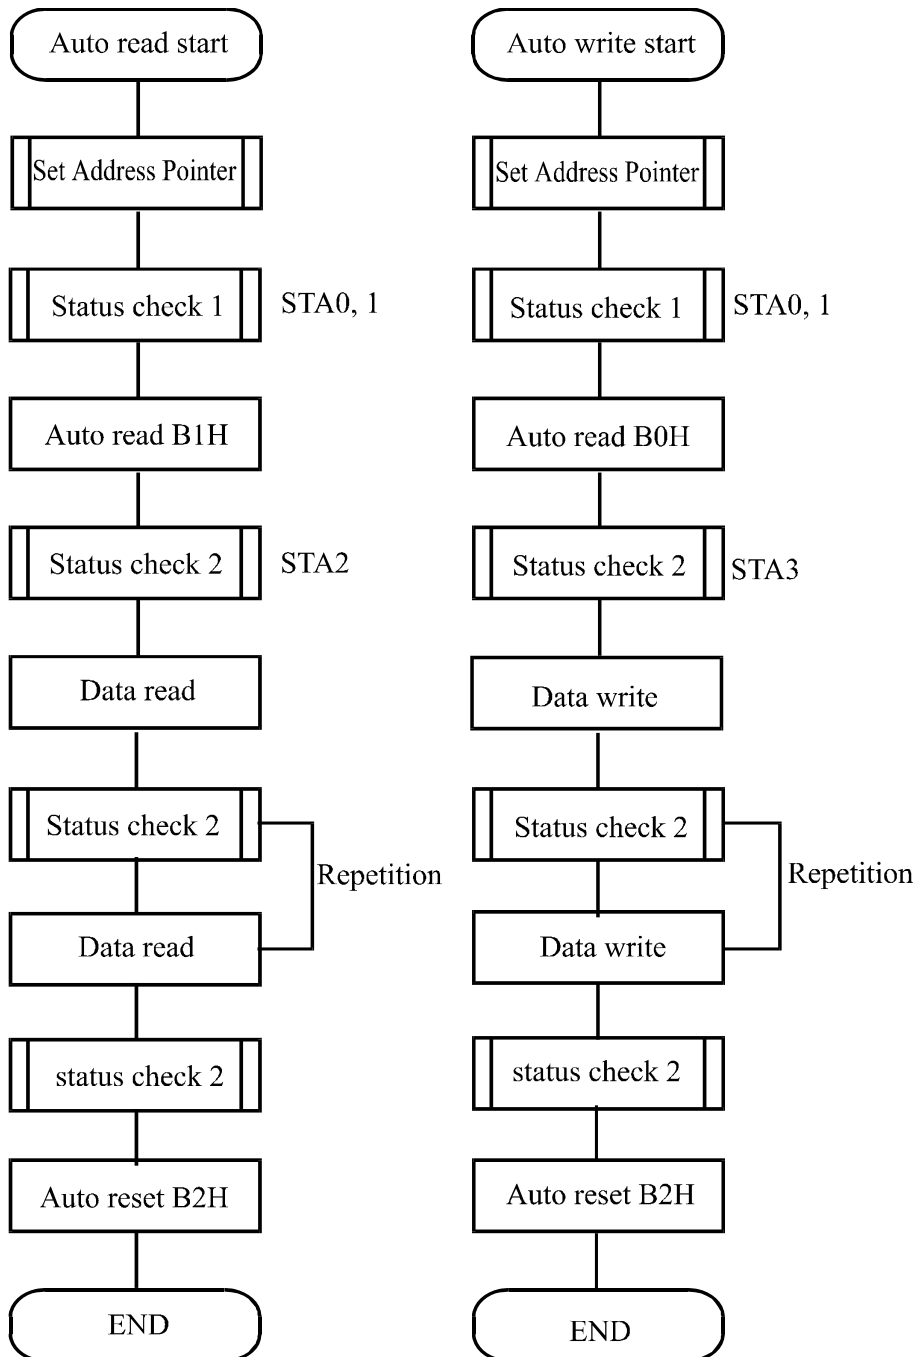 Auto read start
Set Address Pointer
Status check 1
STA0, 1
Auto read B1H
Status check 2
STA2
Data read
Status check 2
Repetition
Data read
status check 2
Auto reset B2H
END
Auto write start
Set Address Pointer
Status check 1
STA0, 1
Auto read B0H
Status check 2
STA3
Data write
Status check 2
Repetition
Data write
status check 2
Auto reset B2H
END